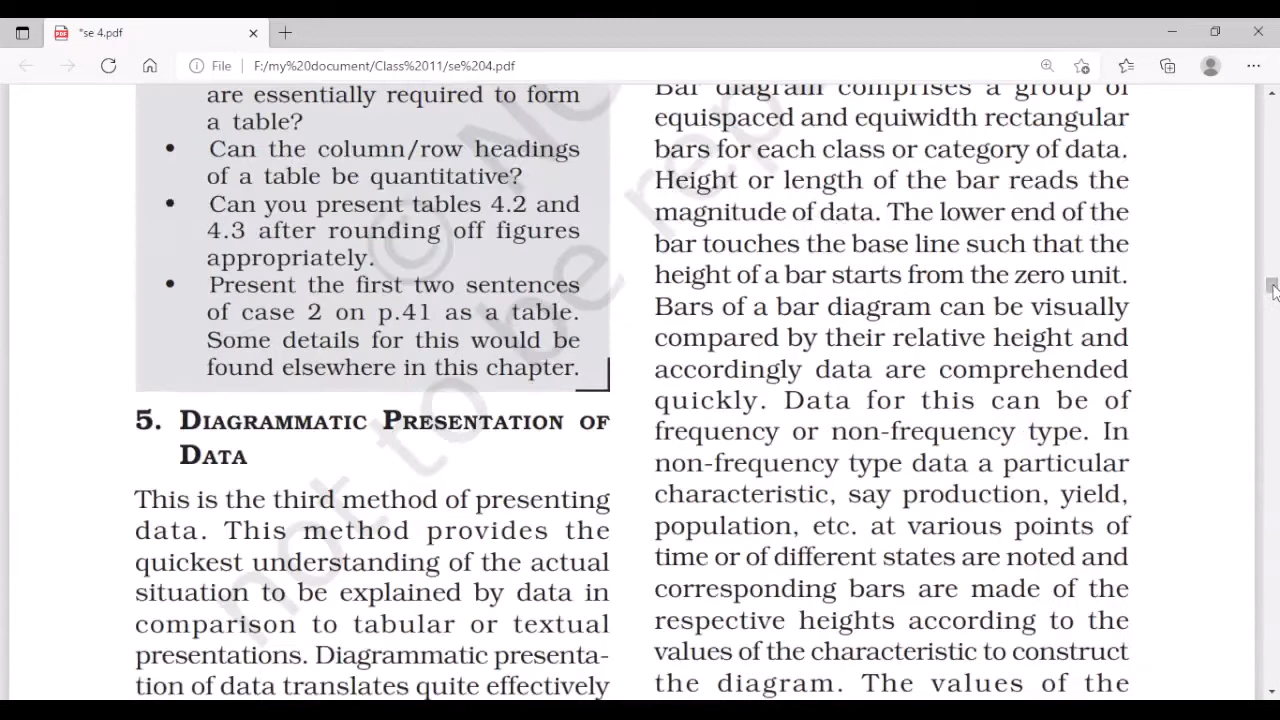 *se 4.pdf
File
F:/my%20document/Class%2011/se%204.pdf
are essentially required to form
a table?
• Can the column/row headings
of a table be quantitative?
• Can you present tables 4.2 and
4.3 after rounding off figures
appropriately.
• Present the first two sentences
of case 2 on p.41 as a table.
Some details for this would be
found elsewhere in this chapter.
5. DIAGRAMMATIC PRESENTATION OF
DATA
This is the third method of presenting
data. This method provides the
quickest understanding of the actual
situation to be explained by data in
comparison to tabular or textual
presentations. Diagrammatic presenta-
tion of data translates quite effectively
Bar diagram comprises a group of
equispaced and equiwidth rectangular
bars for each class or category of data.
Height or length of the bar reads the
magnitude of data. The lower end of the
bar touches the base line such that the
height of a bar starts from the zero unit.
Bars of a bar diagram can be visually
compared by their relative height and
accordingly data are comprehended
quickly. Data for this can be of
frequency or non-frequency type. In
non-frequency type data a particular
characteristic, say production, yield,
population, etc. at various points of
time or of different states are noted and
corresponding bars are made of the
respective heights according to the
values of the characteristic to construct
the diagram. The values of the
not to be rep